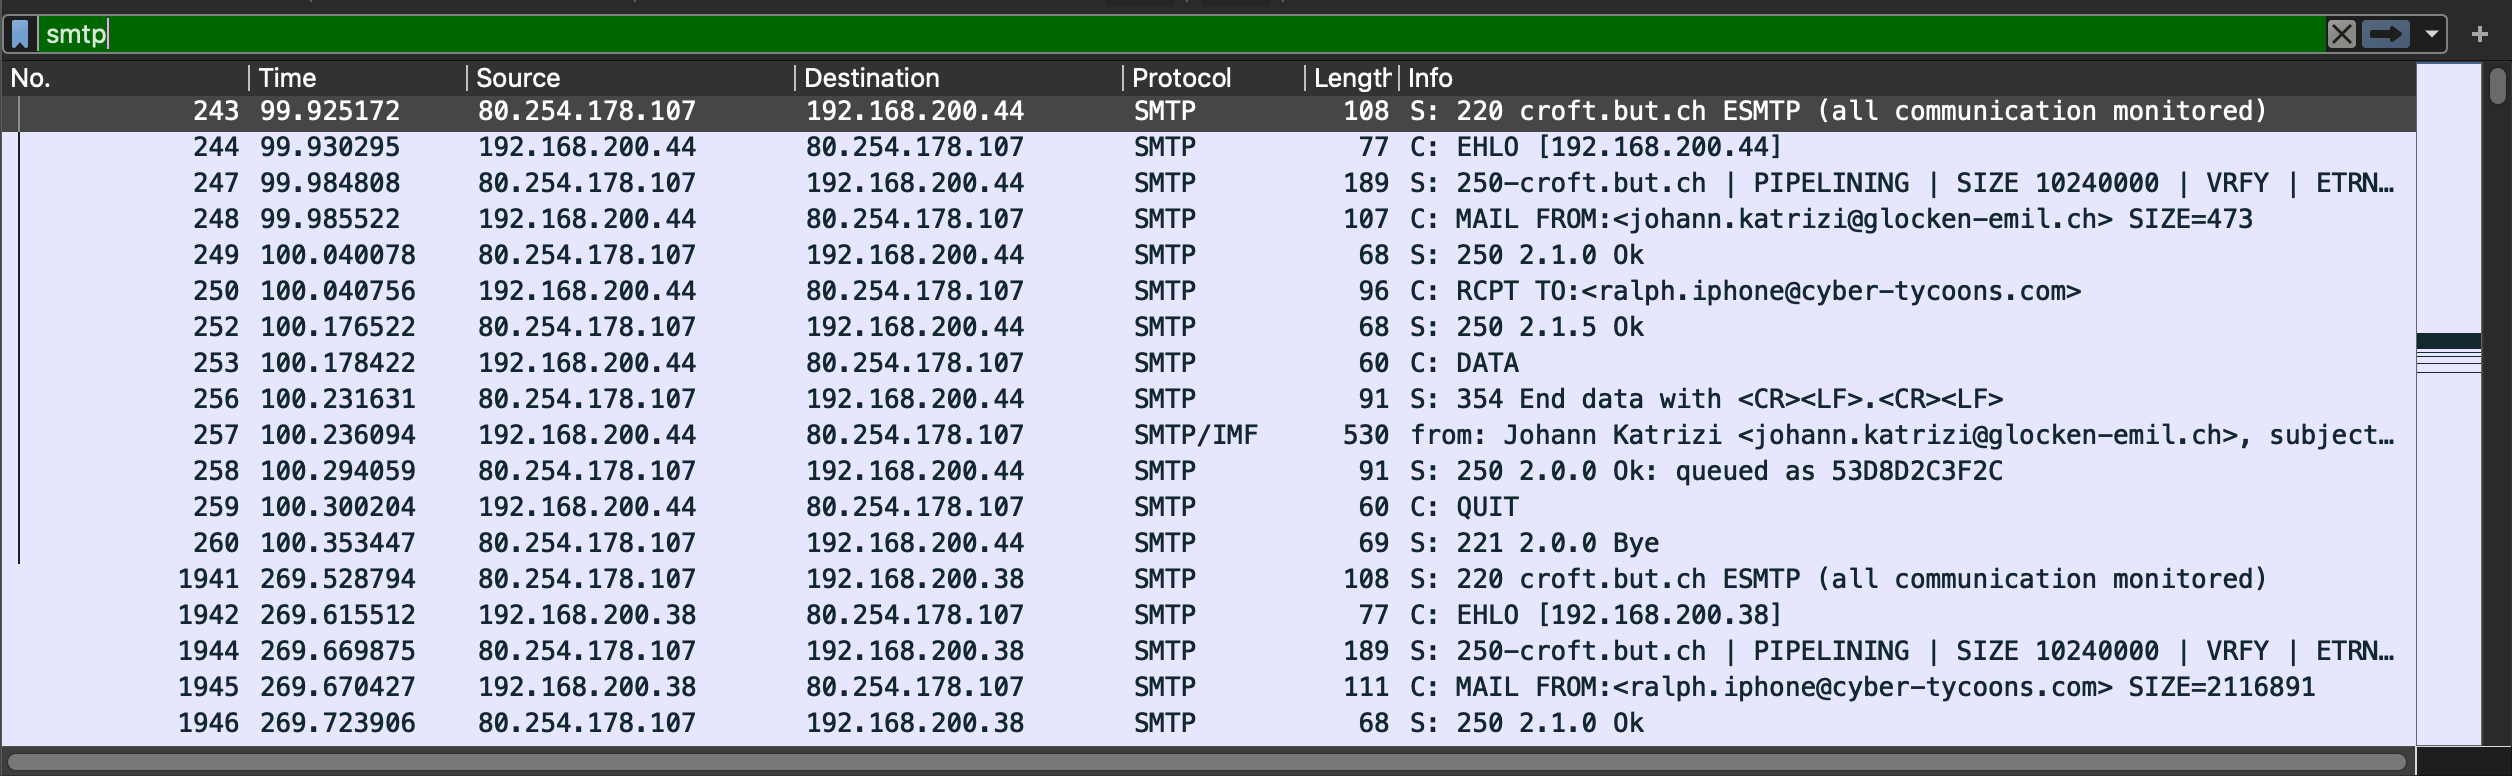 smtp
No. Time Source Destination Protocol Length Info
243 99.925172 80.254.178.107 192.168.200.44 SMTP 108 S: 220 croft.but.ch ESMTP (all communication monitored)
244 99.930295 192.168.200.44 80.254.178.107 SMTP 77 C: EHLO [192.168.200.44]
247 99.984808 80.254.178.107 192.168.200.44 SMTP 189 S: 250-croft.but.ch | PIPELINING | SIZE 10240000 | VRFY | ETRN…
248 99.985522 192.168.200.44 80.254.178.107 SMTP 107 C: MAIL FROM:<johann.katrizi@glocken-emil.ch> SIZE=473
249 100.040078 80.254.178.107 192.168.200.44 SMTP 68 S: 250 2.1.0 Ok
250 100.040756 192.168.200.44 80.254.178.107 SMTP 96 C: RCPT TO:<ralph.iphone@cyber-tycoons.com>
252 100.176522 80.254.178.107 192.168.200.44 SMTP 68 S: 250 2.1.5 Ok
253 100.178422 192.168.200.44 80.254.178.107 SMTP 60 C: DATA
256 100.231631 80.254.178.107 192.168.200.44 SMTP 91 S: 354 End data with <CR><LF>.<CR><LF>
257 100.236094 192.168.200.44 80.254.178.107 SMTP/IMF 530 from: Johann Katrizi <johann.katrizi@glocken-emil.ch>, subject…
258 100.294059 80.254.178.107 192.168.200.44 SMTP 91 S: 250 2.0.0 Ok: queued as 53D8D2C3F2C
259 100.300204 192.168.200.44 80.254.178.107 SMTP 60 C: QUIT
260 100.353447 80.254.178.107 192.168.200.44 SMTP 69 S: 221 2.0.0 Bye
1941 269.528794 80.254.178.107 192.168.200.38 SMTP 108 S: 220 croft.but.ch ESMTP (all communication monitored)
1942 269.615512 192.168.200.38 80.254.178.107 SMTP 77 C: EHLO [192.168.200.38]
1944 269.669875 80.254.178.107 192.168.200.38 SMTP 189 S: 250-croft.but.ch | PIPELINING | SIZE 10240000 | VRFY | ETRN…
1945 269.670427 192.168.200.38 80.254.178.107 SMTP 111 C: MAIL FROM:<ralph.iphone@cyber-tycoons.com> SIZE=2116891
1946 269.723906 80.254.178.107 192.168.200.38 SMTP 68 S: 250 2.1.0 Ok